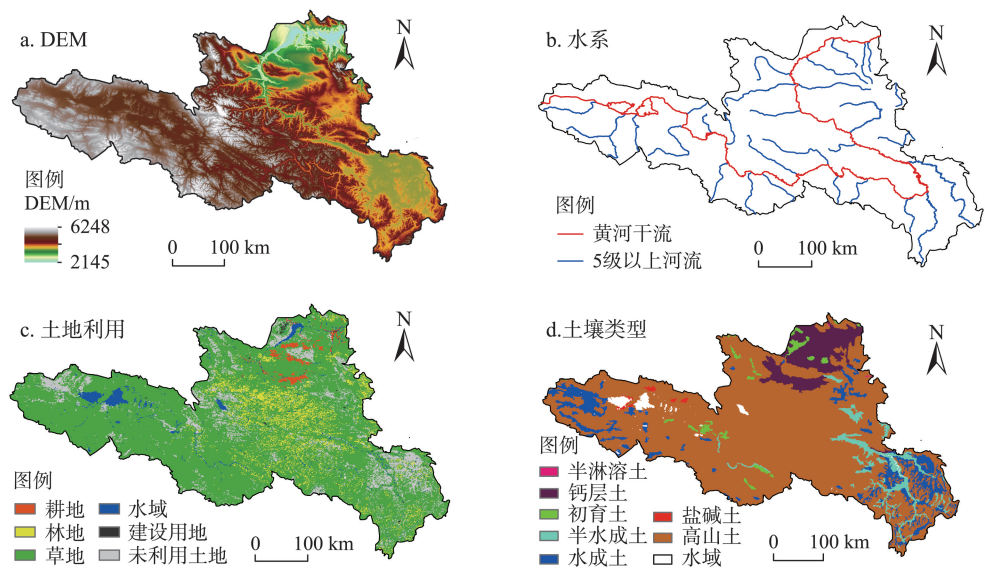 a. DEM
N
图例
DEM/m
6248
2145
0 100 km
b. 水系
N
图例
黄河干流
5级以上河流
0 100 km
c. 土地利用
N
图例
耕地 水域
林地 建设用地
草地 未利用土地
0 100 km
d.土壤类型
N
图例
半淋溶土
钙层土
初育土 盐碱土
半水成土 高山土
水成土 水域
0 100 km